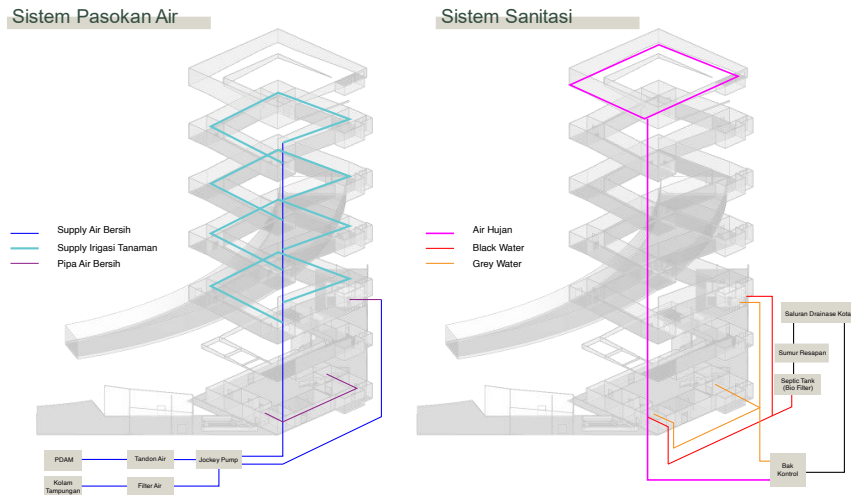 Sistem Pasokan Air
Sistem Sanitasi
Supply Air Bersih
Supply Irigasi Tanaman
Pipa Air Bersih
PDAM
Tandon Air
Jockey Pump
Kolam
Tampungan
Filter Air
Air Hujan
Black Water
Grey Water
Saluran Drainase Kota
Sumur Resapan
Septic Tank
(Bio Filter)
Bak
Kontrol